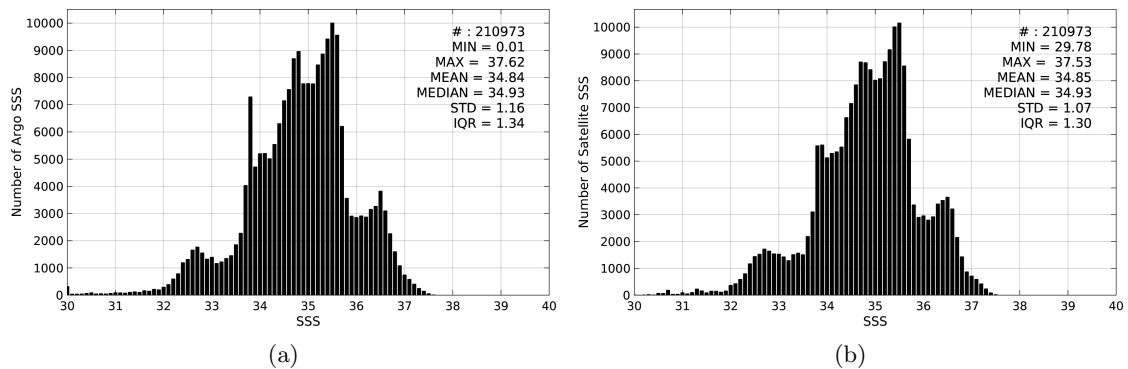 10000
9000
8000
7000
6000
5000
4000
3000
2000
1000
0
Number of Argo SSS
# : 210973
MIN = 0.01
MAX = 37.62
MEAN = 34.84
MEDIAN = 34.93
STD = 1.16
IQR = 1.34
30 31 32 33 34 35 36 37 38 39 40
SSS
(a)
10000
9000
8000
7000
6000
5000
4000
3000
2000
1000
0
Number of Satellite SSS
# : 210973
MIN = 29.78
MAX = 37.53
MEAN = 34.85
MEDIAN = 34.93
STD = 1.07
IQR = 1.30
30 31 32 33 34 35 36 37 38 39 40
SSS
(b)